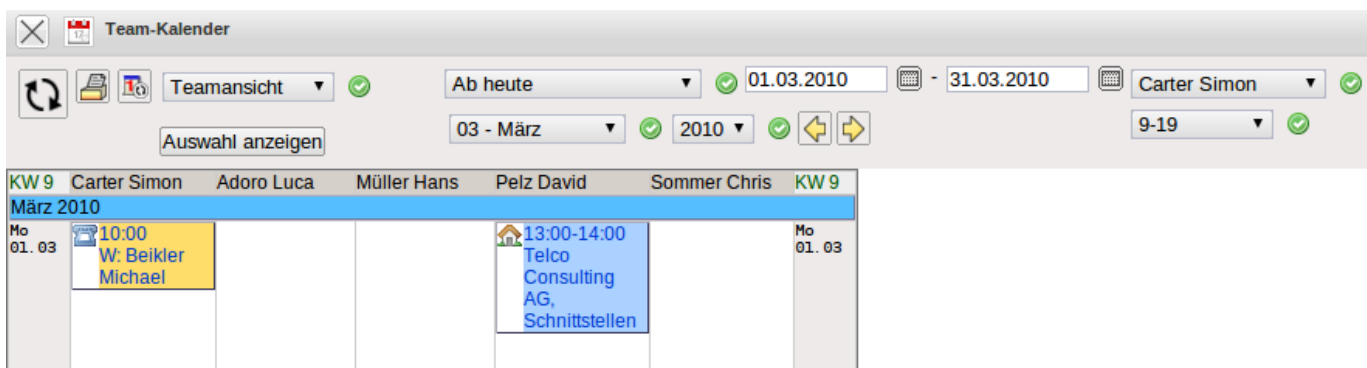 Team-Kalender
Teamansicht Ab heute 01.03.2010 - 31.03.2010 Carter Simon
Auswahl anzeigen 03 - März 2010 9-19
KW 9 Carter Simon Adoro Luca Müller Hans Pelz David Sommer Chris KW 9
März 2010
Mo 10:00 13:00-14:00 Mo
01.03 W: Beikler Telco 01.03
Michael Consulting
AG,
Schnittstellen